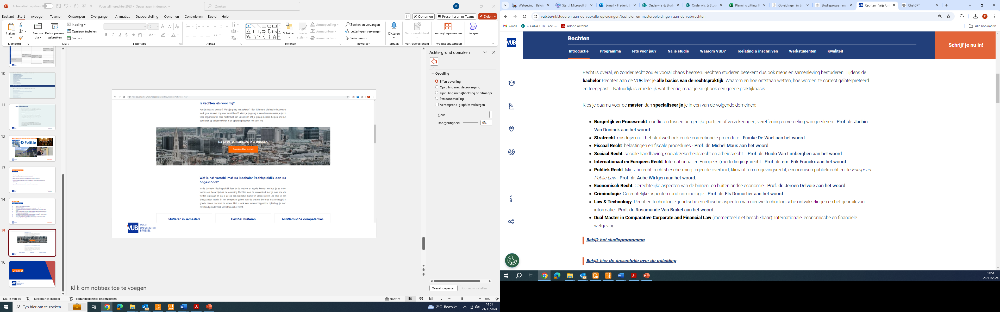 Automatisch opslaan
Voorstellingrechten2023 • Opgeslagen in deze pc
Zoeken
FE
Bestand Start Invoegen Tekenen Ontwerpen Overgangen Animaties Diavoorstelling Opnemen Controleren Beeld Help
Opnemen Presenteren in Teams Delen
Plakken
Nieuwe dia
Dia's opnieuw gebruiken
Indeling
Opnieuw instellen
Sectie
16
Schikken
Snelle stijlen
Vormopvulling
Vormcontour
Vormeffecten
Zoeken en vervangen
Lettertypen vervangen
Selecteren
Dicteren
Vertrouwelijkheid
Invoegtoepassingen
Designer
Klembord Dia's Lettertype Alinea Tekenen Bewerken Spraak Vertrouwelijkheid Invoegtoepassingen
10
11
12
Politie
13
14
15
16
DANK U
Niet beveiligd | www.vub.ac.be/opleiding/rechten#iets-voor-mij?
Is Rechten iets voor mij?
Kan je abstract denken? Werk je graag met teksten? Ben jij iemand die heel minutieus te
werk gaat en veel oog voor detail heeft? Werp je je graag in een discussie waar je je zin
voor argumentatie naar hartenlust kan uitspelen? Wil je graag mensen helpen om hun
conflicten op te lossen? Dan is de opleiding Rechten iets voor jou.
De juiste studiekeuze in 3 stappen!
Download het e-book
Wat is het verschil met de bachelor Rechtspraktijk aan de
hogeschool?
In de bachelor Rechtspraktijk leer je de wetten en regels kennen en hoe je ze moet
toepassen. Maar tijdens de opleiding Rechten aan de universiteit leer je ook hoe die
wetten ontstaan en ga je ze op een kritische manier in vraag stellen. Zo krijg je een
diepgaander inzicht in het complexe geheel van de wetten die onze maatschappij in
goede banen trachten te leiden. Het is ook een wetenschappelijke opleiding, je leert
zelfstandig onderzoek verrichten in het recht.
Studeren in semesters Flexibel studeren Academische competenties
VUB VRIJE
UNIVERSITEIT
BRUSSEL
Achtergrond opmaken
Opvulling
Effen opvulling
Opvulling met kleurovergang
Opvulling met afbeelding of bitmappa
Patroonopvulling
Achtergrond-graphics verbergen
Kleur
Doorzichtigheid 0%
Overal toepassen Opnieuw instellen
Klik om notities toe te voegen
Dia 15 van 16 Nederlands (België) Toegankelijkheid: onderzoeken Notities 80%
Typ hier om te zoeken
2°C Bewolkt
14:51
21/11/2024
Wetgeving | Belgi
Start | Microsoft 3
E-mail - Frederic E
Onderwijs & Stud
Onderwijs & Stud
Planning zitting T
Opleidingen in Br
Studieprogramma
Rechten | Vrije Un
ChatGPT
vub.be/nl/studeren-aan-de-vub/alle-opleidingen/bachelor-en-masteropleidingen-aan-de-vub/rechten
F
Gmail C-CADA-CTB - Accu... Adobe Acrobat All bookmarks
VUB
Rechten
Introductie Programma Iets voor jou? Na je studie Waarom VUB? Toelating & inschrijven Werkstudenten Kwaliteit
Schrijf je nu in!
Recht is overal, en zonder recht zou er vooral chaos heersen. Rechten studeren betekent dus ook mens en samenleving bestuderen. Tijdens de
bachelor Rechten aan de VUB leer je alle basics van de rechtspraktijk. Waarom en hoe ontstaan wetten, hoe worden ze correct geïnterpreteerd
en toegepast... Natuurlijk is er redelijk wat theorie, maar je krijgt ook een goede praktijkbasis.
Kies je daarna voor de master, dan specialiseer je je in een van de volgende domeinen:
• Burgerlijk en Procesrecht: conflicten tussen burgerlijke partijen of verzekeringen, vereffening en verdeling van goederen - Prof. dr. Jachin
Van Doninck aan het woord.
• Strafrecht: misdrijven uit het strafwetboek en de correctionele procedure - Frauke De Wael aan het woord.
• Fiscaal Recht: belastingen en fiscale procedures - Prof. dr. Michel Maus aan het woord.
• Sociaal Recht: sociale handhaving, socialezekerheidsrecht en arbeidsrecht - Prof. dr. Guido Van Limberghen aan het woord.
• Internationaal en Europees Recht: Internationaal en Europees (mededingings)recht - Prof. dr. em. Erik Franckx aan het woord.
• Publiek Recht: Migratierecht, rechtsbescherming tegen de overheid, klimaat- en omgevingsrecht, economisch publiekrecht en de European
Public Law - Prof. dr. Aube Wirtgen aan het woord.
• Economisch Recht: Gerechtelijke aspecten van de binnen- en buitenlandse economie - Prof. dr. Jeroen Delvoie aan het woord.
• Criminologie: Gerechtelijke aspecten rond criminologie - Prof. dr. Els Dumortier aan het woord.
• Law & Technology: Recht en technologie: juridische en ethische aspecten van nieuwe technologische ontwikkelingen en het gebruik van
informatie - Prof. dr. Rosamunde Van Brakel aan het woord
• Dual Master in Comparative Corporate and Financial Law (momenteel niet beschikbaar): Internationale, economische en financiële
wetgeving.
Bekijk het studieprogramma
Bekijk hier de presentatie over de opleiding
14:51
21/11/2024